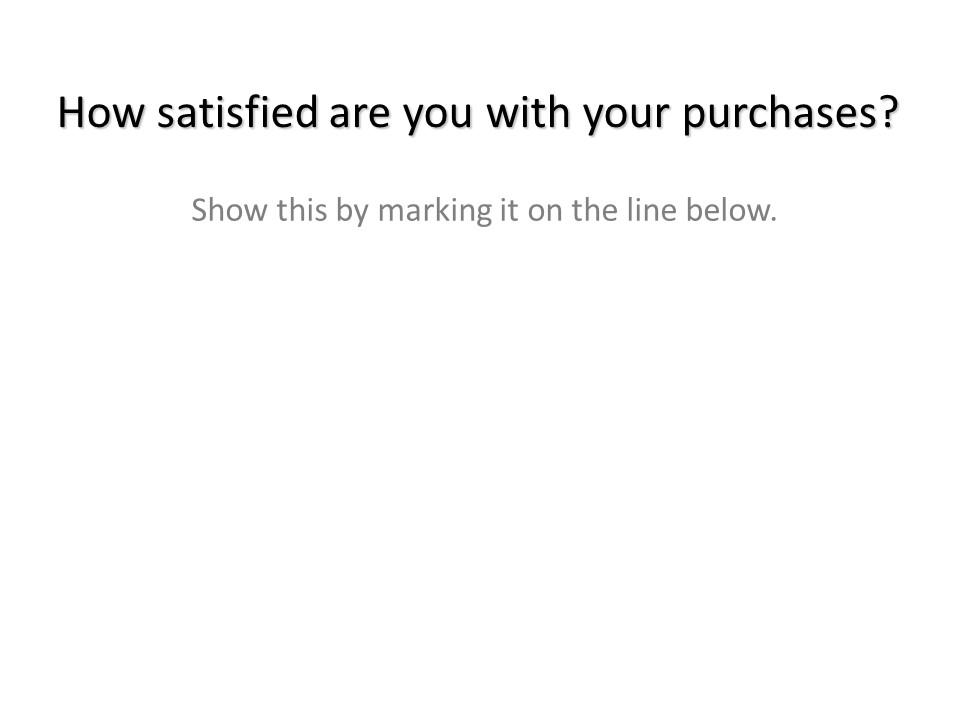 How satisfied are you with your purchases?
Show this by marking it on the line below.